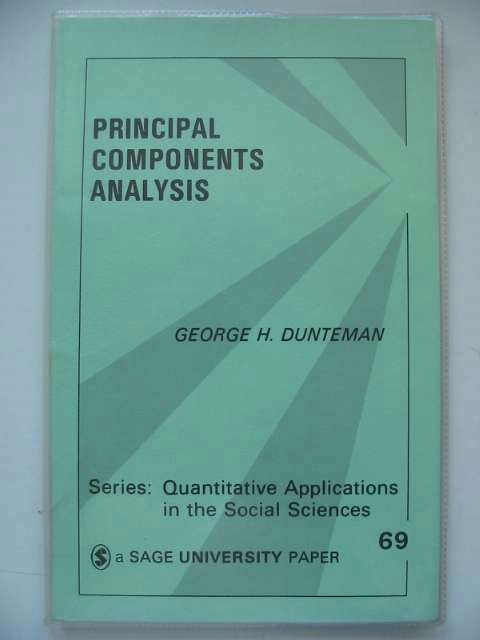 PRINCIPAL
COMPONENTS
ANALYSIS
GEORGE H. DUNTEMAN
Series: Quantitative Applications
in the Social Sciences
69
S a SAGE UNIVERSITY PAPER